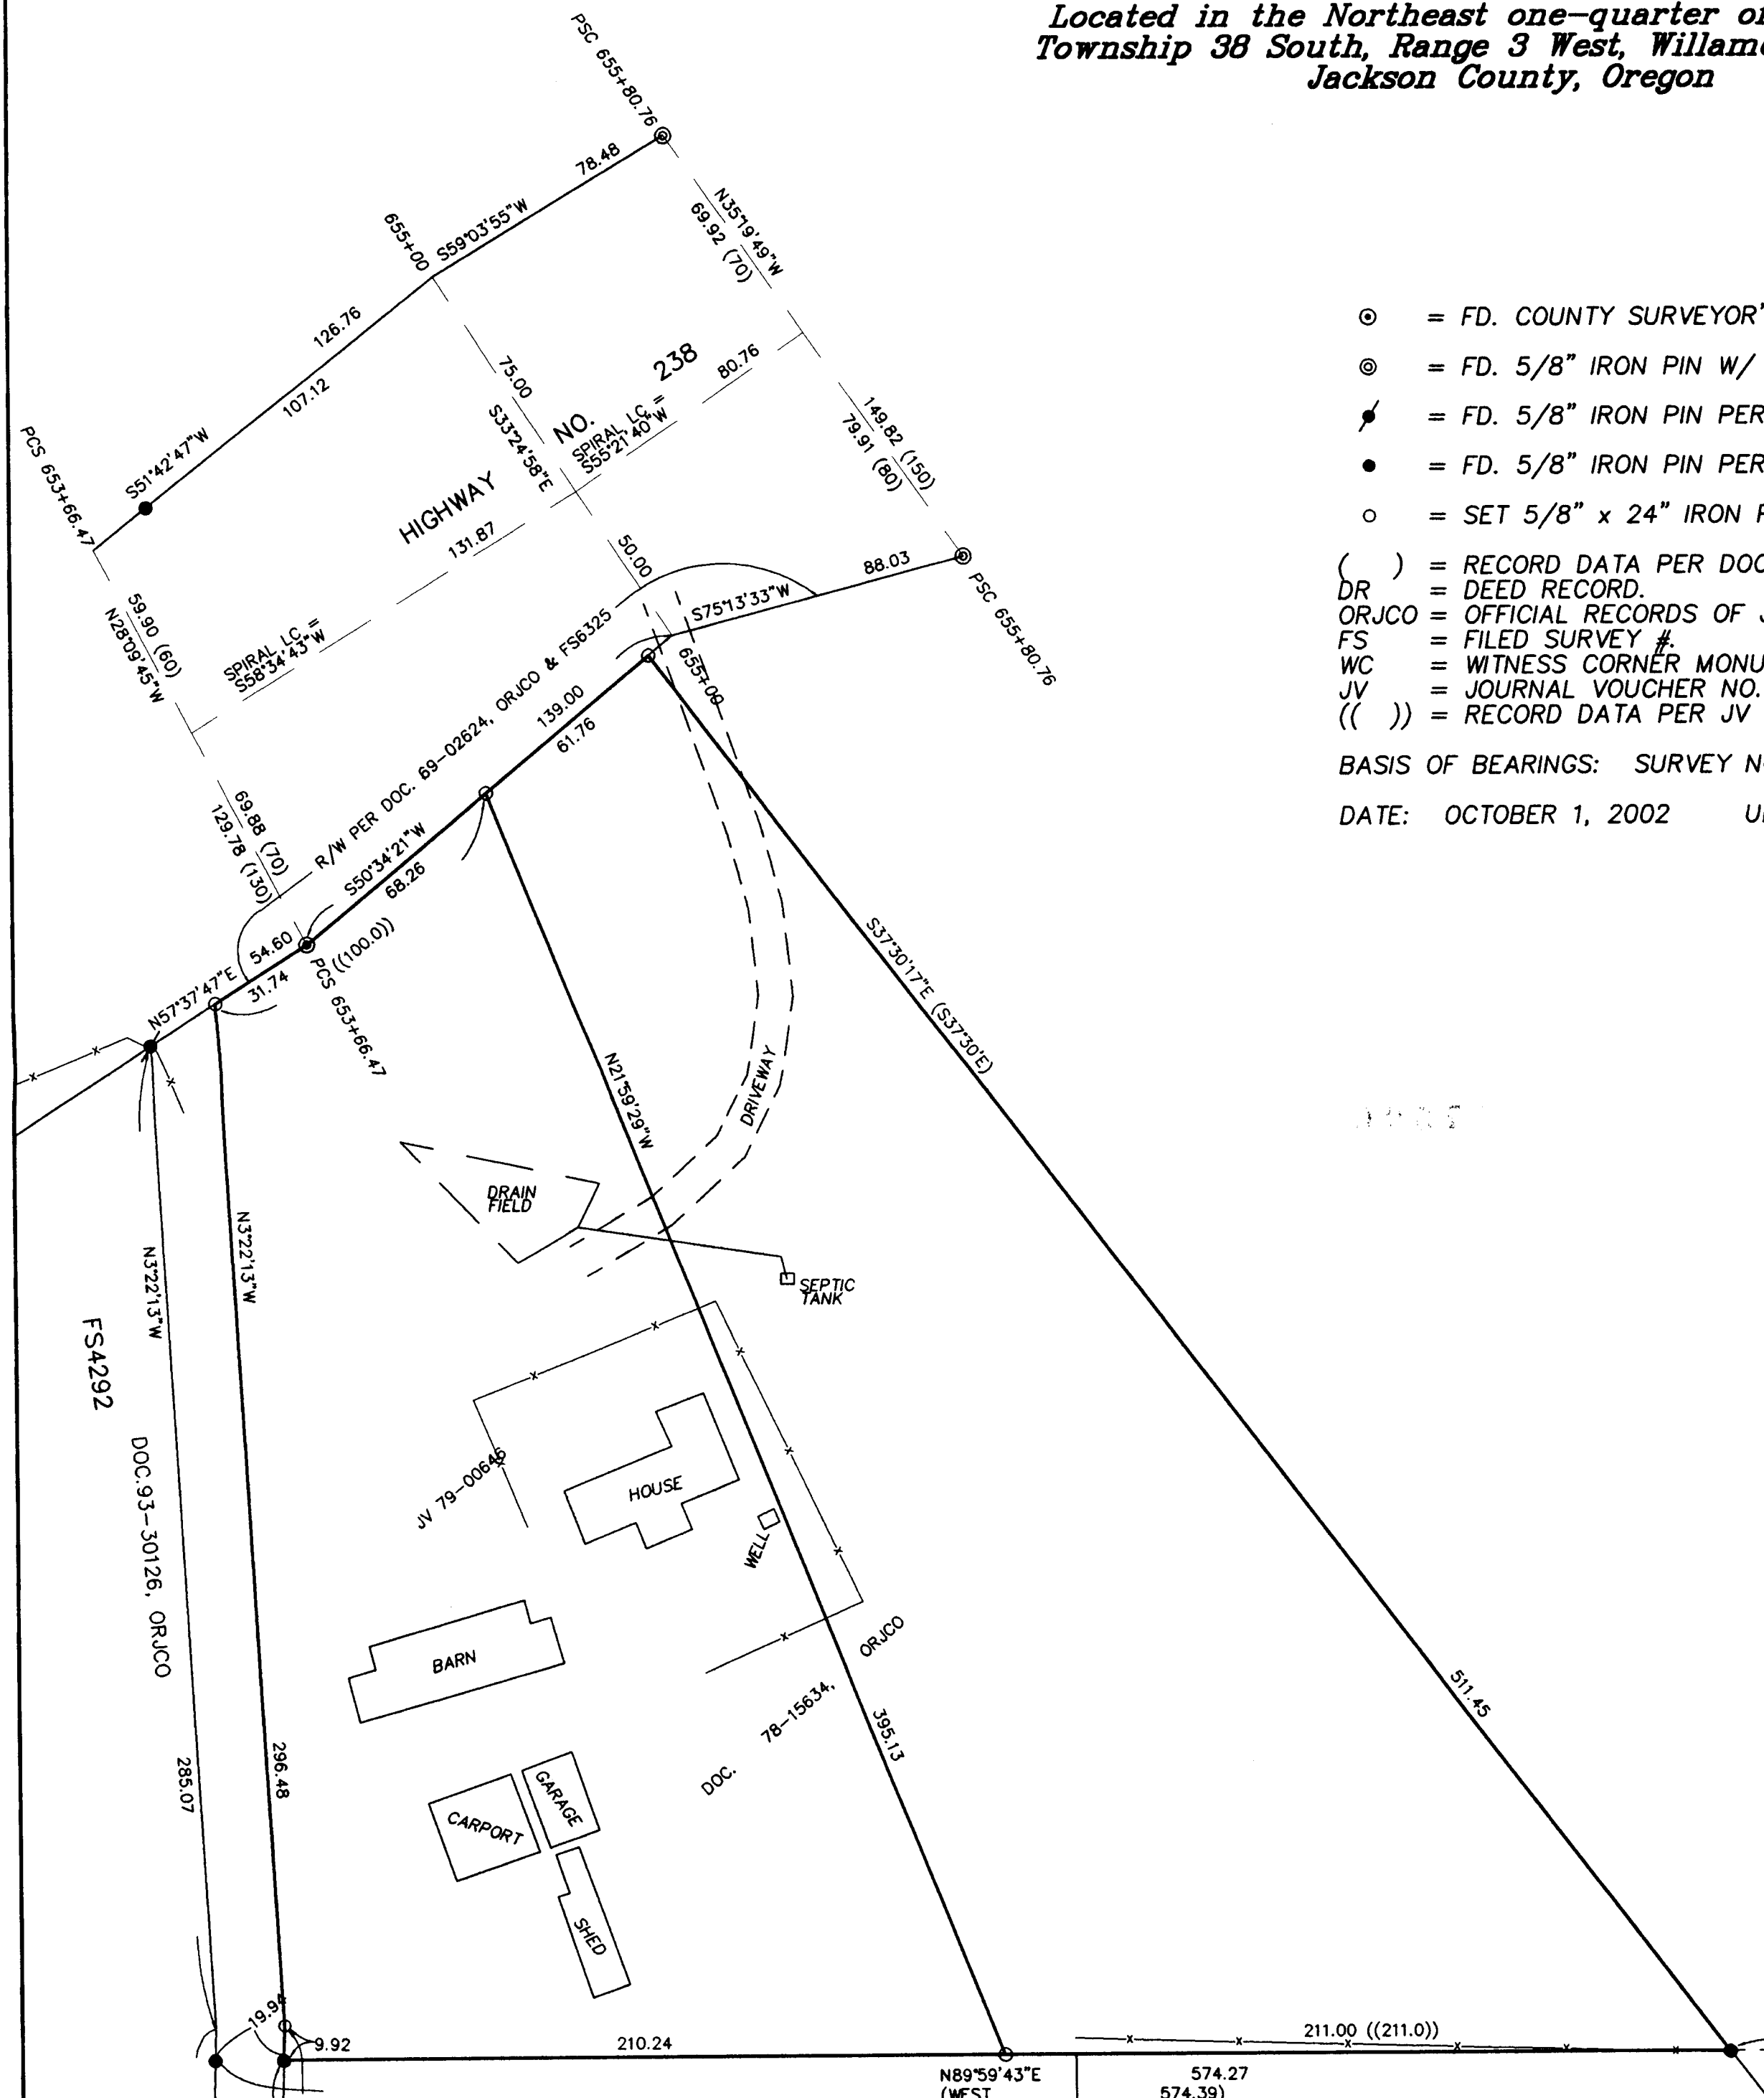 Located in the Northeast one-quarter o
Township 38 South, Range 3 West, Willam
Jackson County, Oregon
PSC 655+80.76
78.48
S59°03'55"W
655+00
N35°19'49"W
69.92 (70)
126.76
107.12
S51°42'47"W
PCS 653+66.47
75.00
S33°24'58"E
HIGHWAY NO. 238
SPIRAL LC =
S55°21'40"W
80.76
131.87
149.82 (150)
79.91 (80)
50.00
88.03
S75°13'33"W
PSC 655+80.76
655+00
59.90 (60)
N28°09'45"W
SPIRAL LC =
S58°34'43"W
R/W PER DOC. 69-02624, ORJCO & FS6325
139.00
61.76
69.88 (70)
129.78 (130)
S50°34'21"W
68.26
((100.0))
54.60
N57°37'47"E
31.74
PCS 653+66.47
= FD. COUNTY SURVEYOR'
= FD. 5/8" IRON PIN W/
= FD. 5/8" IRON PIN PER
= FD. 5/8" IRON PIN PER
= SET 5/8" x 24" IRON
( ) = RECORD DATA PER DOC
DR = DEED RECORD.
ORJCO = OFFICIAL RECORDS OF
FS = FILED SURVEY #.
WC = WITNESS CORNER MONU
JV = JOURNAL VOUCHER NO.
(( )) = RECORD DATA PER JV
BASIS OF BEARINGS: SURVEY N
DATE: OCTOBER 1, 2002 U
S37°30'17"E (S37°30'E)
N21°59'29"W
DRIVEWAY
DRAIN
FIELD
SEPTIC
TANK
N3°22'13"W
N3°22'13"W
FS4292
DOC.93-30126, ORJCO
JV 79-00646
HOUSE
WELL
BARN
ORJCO
DOC. 78-15634,
395.13
511.45
285.07
296.48
GARAGE
CARPORT
SHED
19.94
9.92
210.24
211.00 ((211.0))
N89°59'43"E
574.27
(WEST
574.39)